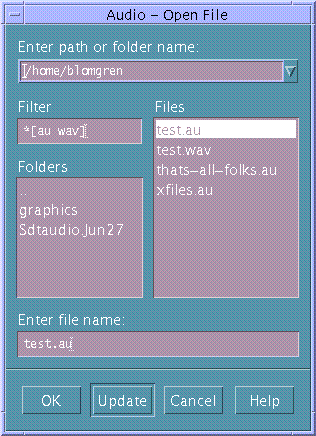 Audio – Open File
Enter path or folder name:
/home/blomgren
Filter
Files
*[au wav]
test.au
test.wav
thats-all-folks.au
xfiles.au
Folders
..
graphics
Sdtaudio.Jun27
Enter file name:
test.au
OK Update Cancel Help